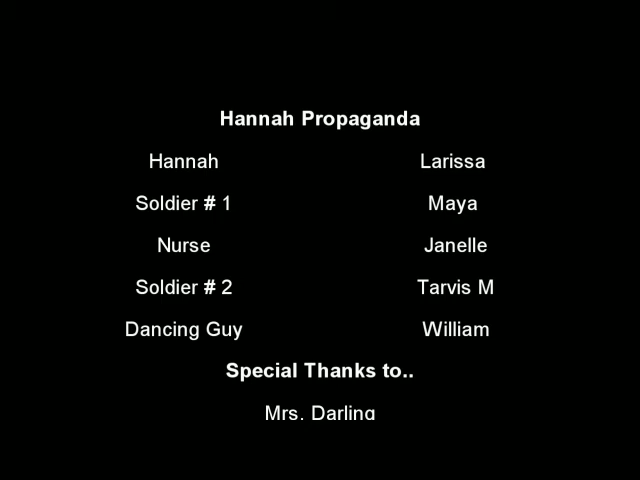 Hannah Propaganda
Hannah Larissa
Soldier # 1 Maya
Nurse Janelle
Soldier # 2 Tarvis M
Dancing Guy William
Special Thanks to..
Mrs. Darling